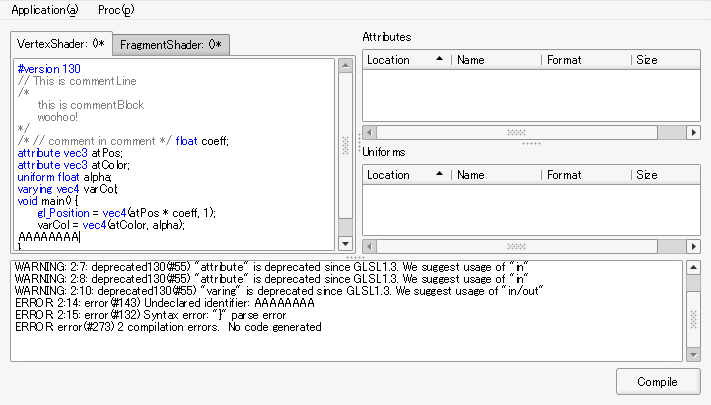 Application(a) Proc(p)
VertexShader: ()* FragmentShader: ()*
#version 130
// This is commentLine
/*
this is commentBlock
woohoo!
*/
/* // comment in comment */ float coeff;
attribute vec3 atPos;
attribute vec3 atColor;
uniform float alpha;
varying vec4 varCol;
void main() {
gl_Position = vec4(atPos * coeff, 1);
varCol = vec4(atColor, alpha);
AAAAAAAA
}
Attributes
Location Name Format Size
Uniforms
Location Name Format Size
WARNING: 2:7: deprecated130(#55) "attribute" is deprecated since GLSL1.3. We suggest usage of "in"
WARNING: 2:8: deprecated130(#55) "attribute" is deprecated since GLSL1.3. We suggest usage of "in"
WARNING: 2:10: deprecated130(#55) "varing" is deprecated since GLSL1.3. We suggest usage of "in/out"
ERROR: 2:14: error(#143) Undeclared identifier: AAAAAAAA
ERROR: 2:15: error(#132) Syntax error: "}" parse error
ERROR: error(#273) 2 compilation errors. No code generated
Compile